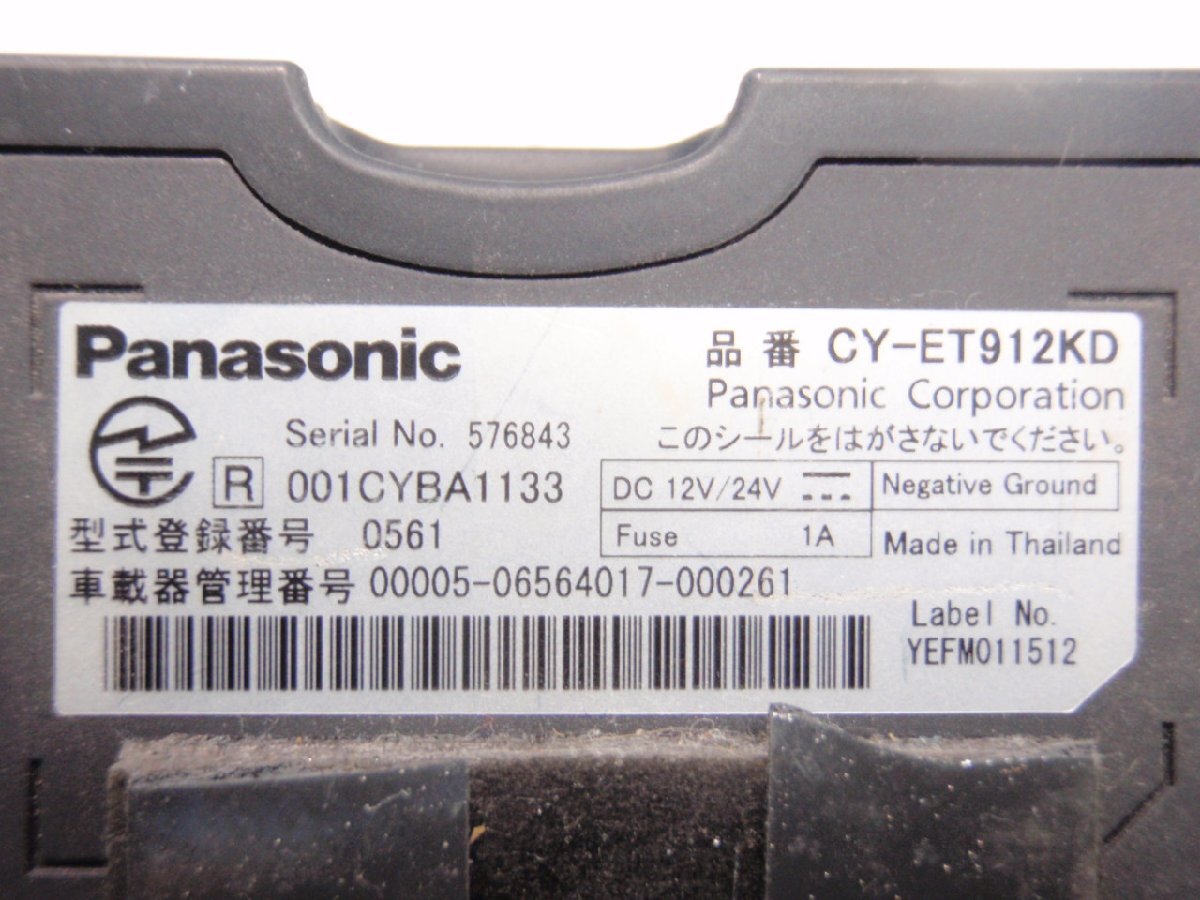 Panasonic
品番 CY-ET912KD
Panasonic Corporation
Serial No. 576843
このシールをはがさないでください。
R 001CYBA1133
DC 12V/24V
Negative Ground
型式登録番号 0561
Fuse 1A
Made in Thailand
車載器管理番号 00005-06564017-000261
Label No.
YEFM011512